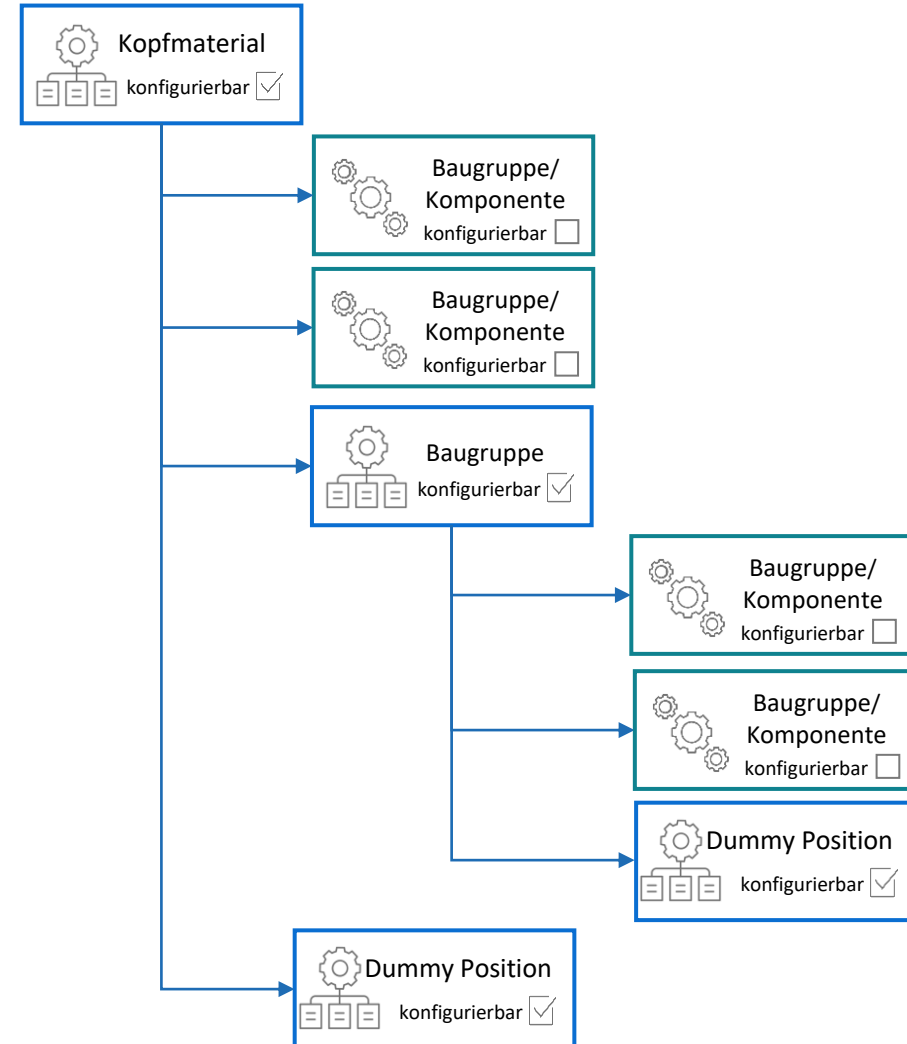 Kopfmaterial
konfigurierbar
Baugruppe/
Komponente
konfigurierbar
Baugruppe/
Komponente
konfigurierbar
Baugruppe
konfigurierbar
Baugruppe/
Komponente
konfigurierbar
Baugruppe/
Komponente
konfigurierbar
Dummy Position
konfigurierbar
Dummy Position
konfigurierbar